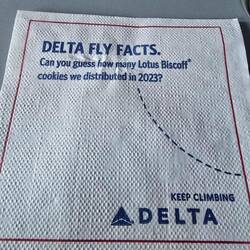 DELTA FLY FACTS.
Can you guess how many Lotus Biscoff®
cookies we distributed in 2023?
KEEP CLIMBING
DELTA